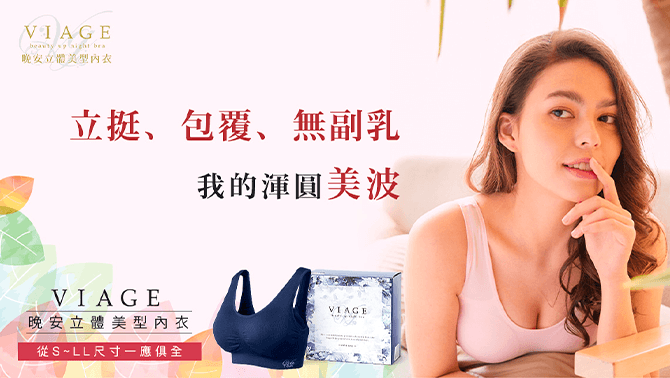 VIAGE
beauty up night bra
晚安立體美型內衣
立挺、包覆、無副乳
我的渾圓美波
VIAGE
VIAGE
晚安立體美型內衣
從S~LL尺寸一應俱全